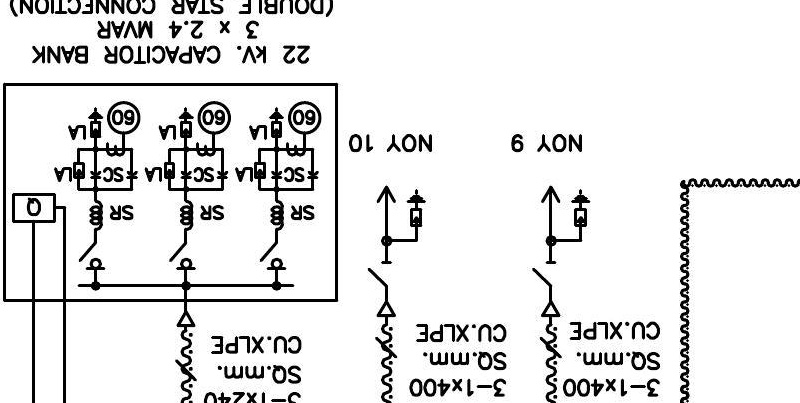 3-1x400
SQ.mm.
CU.XLPE
3-1x400
SQ.mm.
CU.XLPE
3-1x240
SQ.mm.
CU.XLPE
SR
SR
SR
Q
SC
LA
SC
LA
SC
LA
60
LA
60
LA
60
LA
NOY 9
NOY 10
22 kV. CAPACITOR BANK
3 x 2.4 MVAR
(DOUBLE STAR CONNECTION)